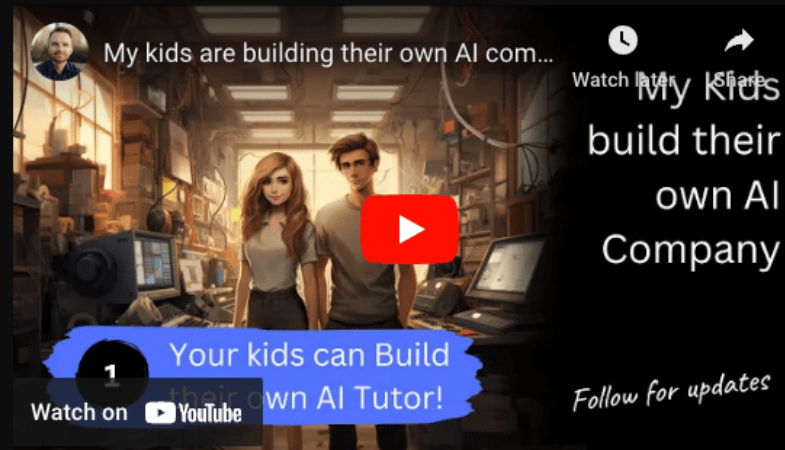 My kids are building their own AI com...
Watch later
Share
My Kids
build their
own AI
Company
1
Your kids can Build
their own AI Tutor!
Follow for updates
Watch on YouTube